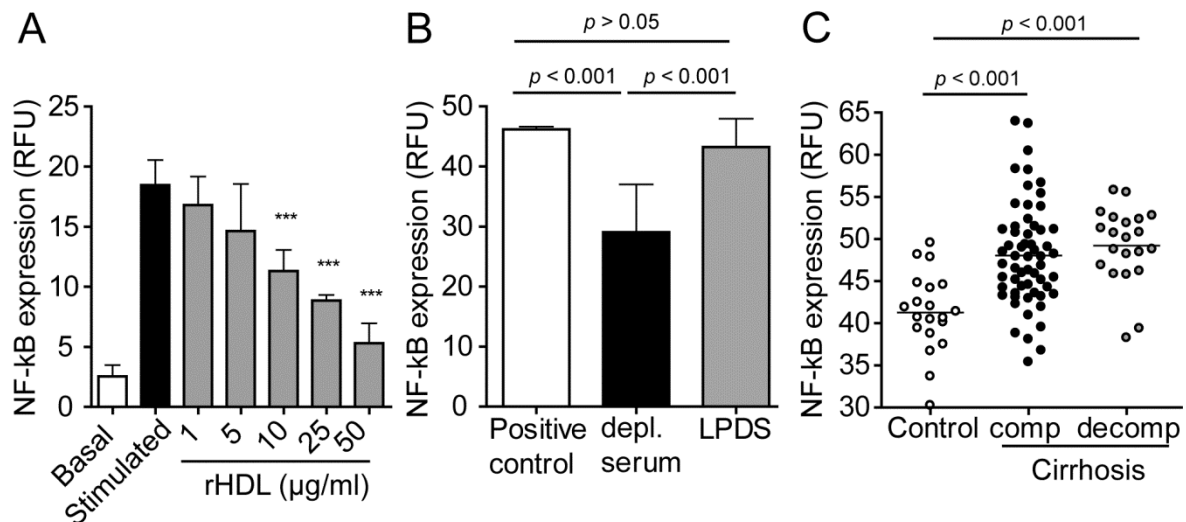 A
NF-kB expression (RFU)
25
20
15
10
5
0
***
***
***
Basal
Stimulated
1
5
10
25
50
rHDL (µg/ml)
B
p > 0.05
p < 0.001
p < 0.001
NF-kB expression (RFU)
50
40
30
20
10
0
Positive
control
depl.
serum
LPDS
C
p < 0.001
p < 0.001
NF-kB expression (RFU)
65
60
55
50
45
40
35
30
Control
comp
decomp
Cirrhosis